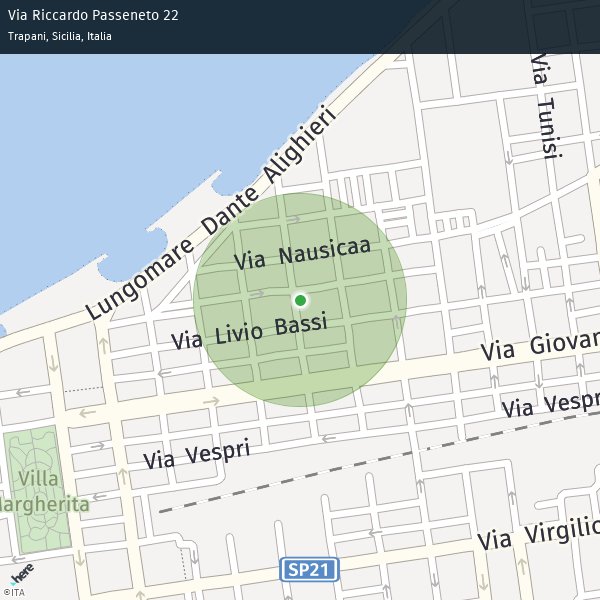 Via Riccardo Passeneto 22
Trapani, Sicilia, Italia
Via Tunisi
Lungomare Dante Alighieri
Via Nausicaa
Via Livio Bassi
Via Giovan
Via Vespr
Via Vespri
Villa
Margherita
Via Virgilio
SP21
here
©ITA